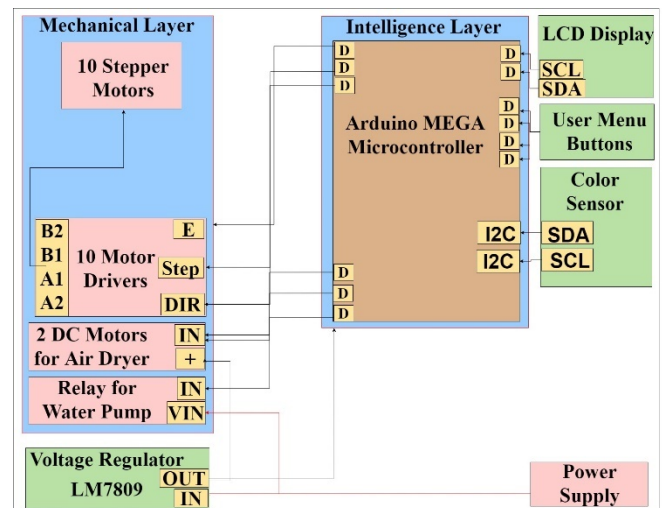 Mechanical Layer
10 Stepper
Motors
B2
B1
A1
A2
10 Motor
Drivers
E
Step
DIR
2 DC Motors
for Air Dryer
IN
+
Relay for
Water Pump
IN
VIN
Voltage Regulator
LM7809
OUT
IN
Intelligence Layer
D
D
D
Arduino MEGA
Microcontroller
D
D
D
D
D
D
I2C
I2C
D
D
D
LCD Display
SCL
SDA
User Menu
Buttons
Color
Sensor
SDA
SCL
Power
Supply